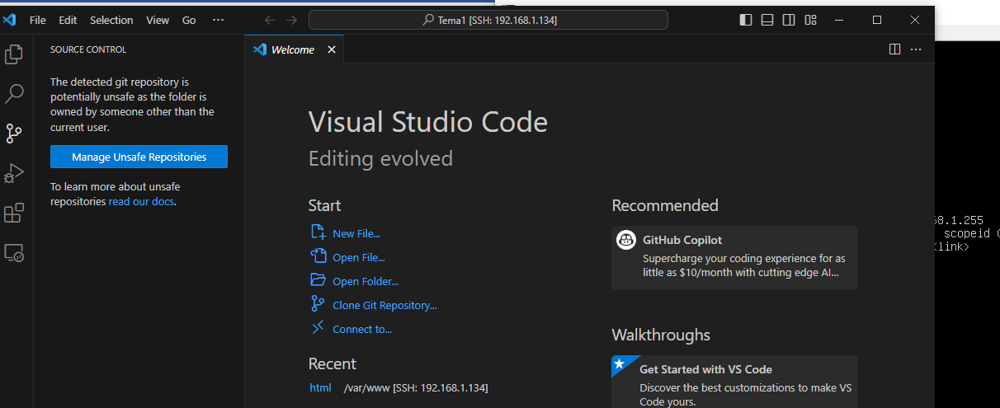 File Edit Selection View Go ···
Tema1 [SSH: 192.168.1.134]
SOURCE CONTROL
The detected git repository is
potentially unsafe as the folder is
owned by someone other than the
current user.
Manage Unsafe Repositories
To learn more about unsafe
repositories read our docs.
Welcome
Visual Studio Code
Editing evolved
Start
New File...
Open File...
Open Folder...
Clone Git Repository...
Connect to...
Recent
html /var/www [SSH: 192.168.1.134]
Recommended
GitHub Copilot
Supercharge your coding experience for as
little as $10/month with cutting edge AI...
Walkthroughs
Get Started with VS Code
Discover the best customizations to make VS
Code yours.
68.1.255
scopeid
<link>